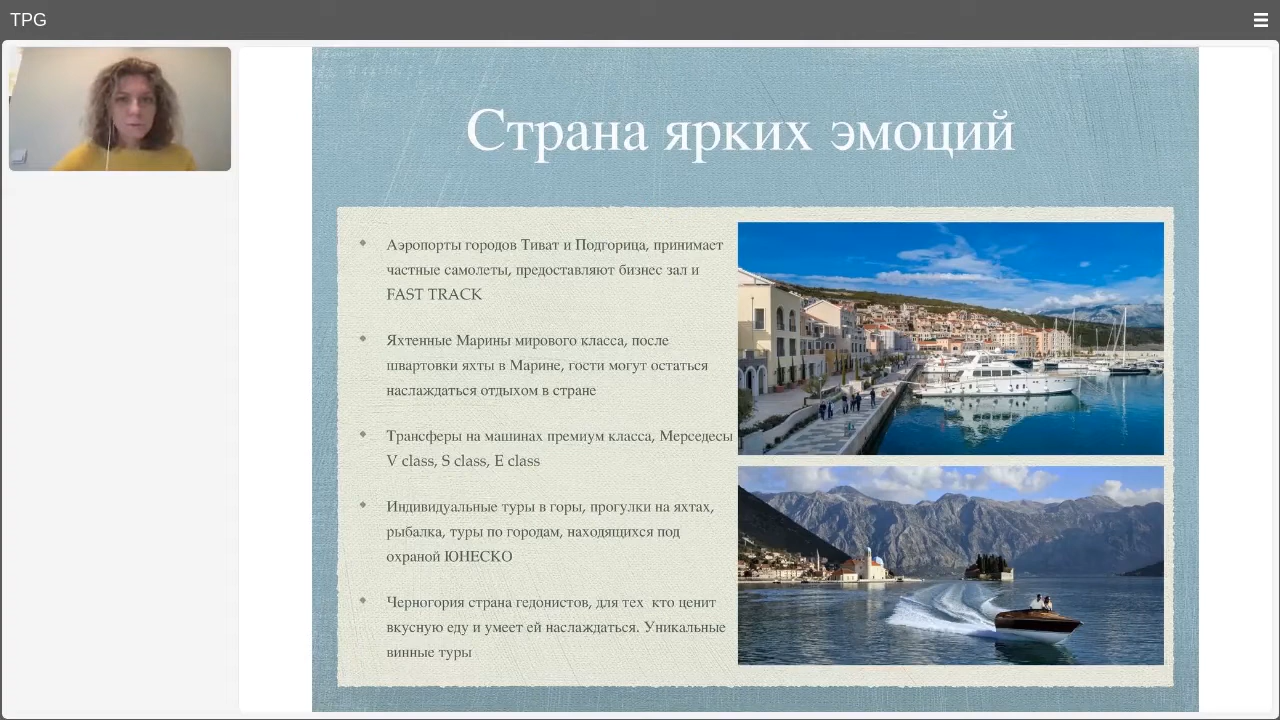 TPG
Страна ярких эмоций
Аэропорты городов Тиват и Подгорица, принимает
частные самолеты, предоставляют бизнес зал и
FAST TRACK
Яхтенные Марины мирового класса, после
швартовки яхты в Марине, гости могут остаться
наслаждаться отдыхом в стране
Трансферы на машинах премиум класса, Мерседесы
V class, S class, E class
Индивидуальные туры в горы, прогулки на яхтах,
рыбалка, туры по городам, находящихся под
охраной ЮНЕСКО
Черногория страна гедонистов, для тех кто ценит
вкусную еду и умеет ей наслаждаться. Уникальные
винные туры